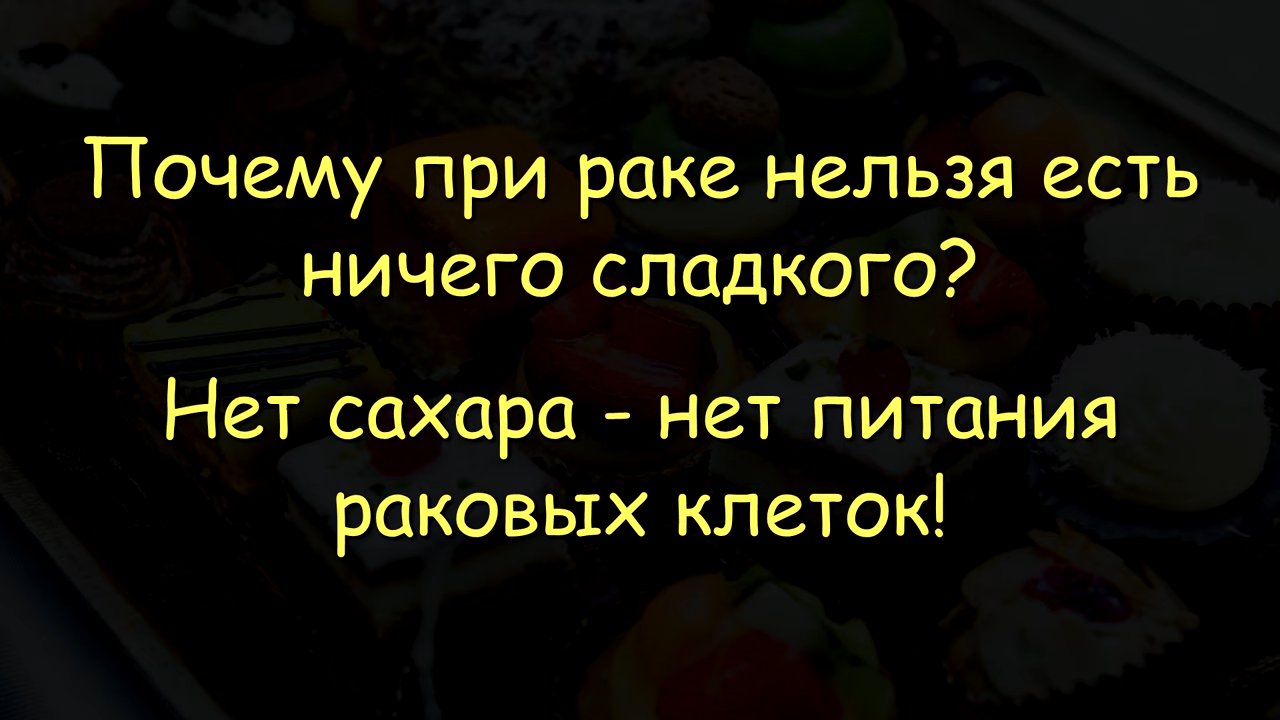 Почему при раке нельзя есть
ничего сладкого?
Нет сахара - нет питания
раковых клеток!